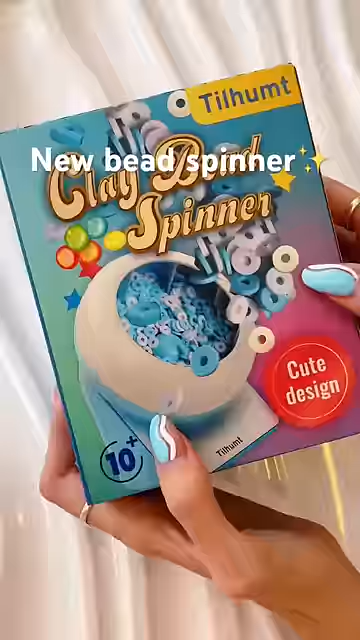 Tilhumt
New bead spinner ✨
Clay Bead
Spinner
Cute
design
10+
Tilhumt